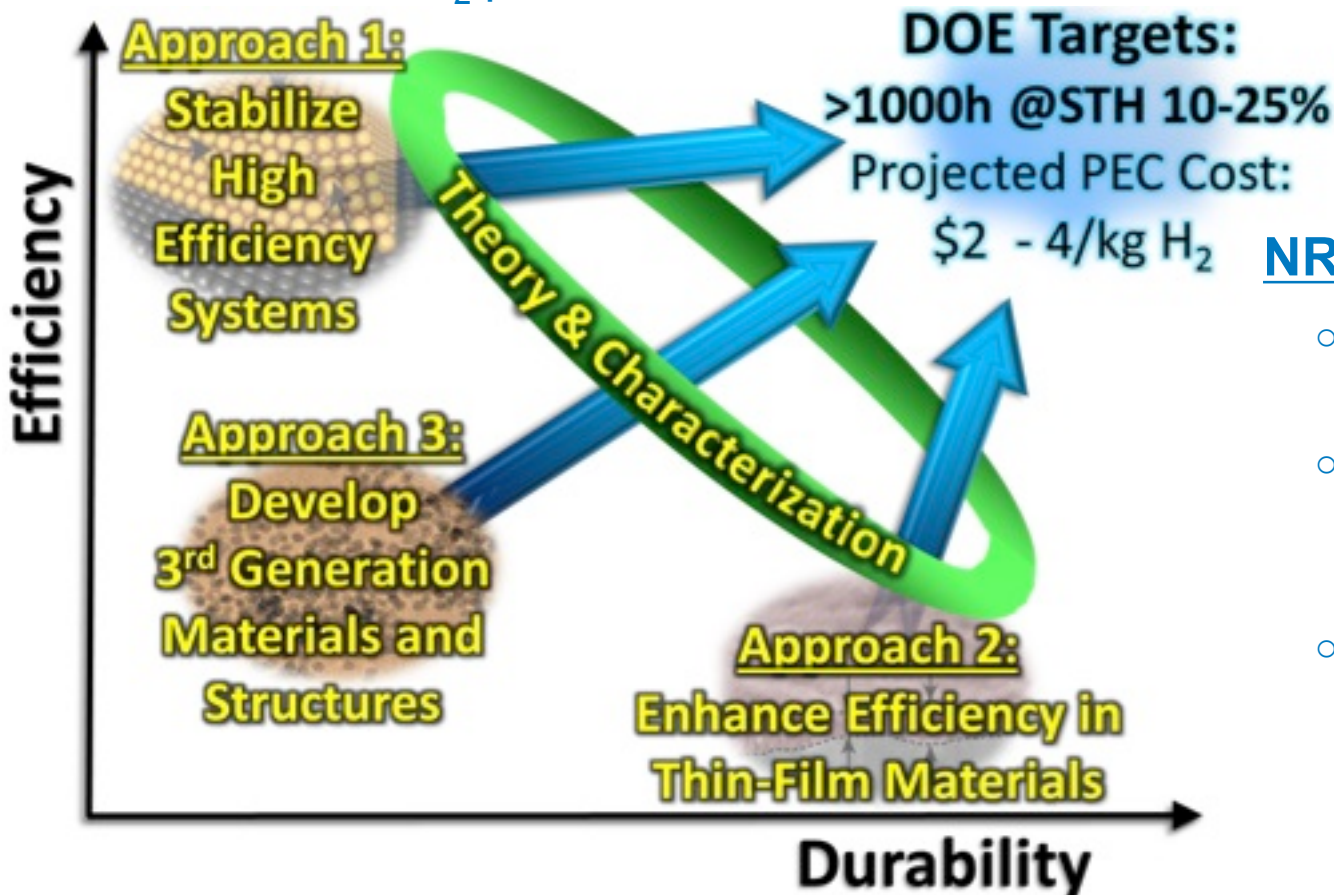 Approach 1:
Stabilize
High
Efficiency
Systems
DOE Targets:
>1000h @STH 10-25%
Projected PEC Cost:
$2 - 4/kg H₂
NR
Theory & Characterization
Efficiency
Approach 3:
Develop
3rd Generation
Materials and
Structures
Approach 2:
Enhance Efficiency in
Thin-Film Materials
Durability